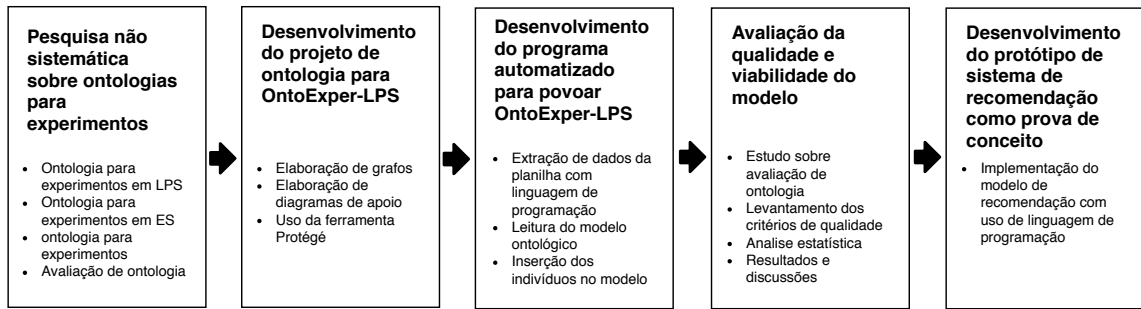 Pesquisa não
sistemática
sobre ontologias
para
experimentos
• Ontologia para
experimentos em LPS
• Ontologia para
experimentos em ES
• ontologia para
experimentos
• Avaliação de ontologia
Desenvolvimento
do projeto de
ontologia para
OntoExper-LPS
• Elaboração de grafos
• Elaboração de
diagramas de apoio
• Uso da ferramenta
Protégé
Desenvolvimento
do programa
automatizado
para povoar
OntoExper-LPS
• Extração de dados da
planilha com
linguagem de
programação
• Leitura do modelo
ontológico
• Inserção dos
indivíduos no modelo
Avaliação da
qualidade e
viabilidade do
modelo
• Estudo sobre
avaliação de
ontologia
• Levantamento dos
critérios de qualidade
• Analise estatística
• Resultados e
discussões
Desenvolvimento
do protótipo de
sistema de
recomendação
como prova de
conceito
• Implementação do
modelo de
recomendação com
uso de linguagem de
programação